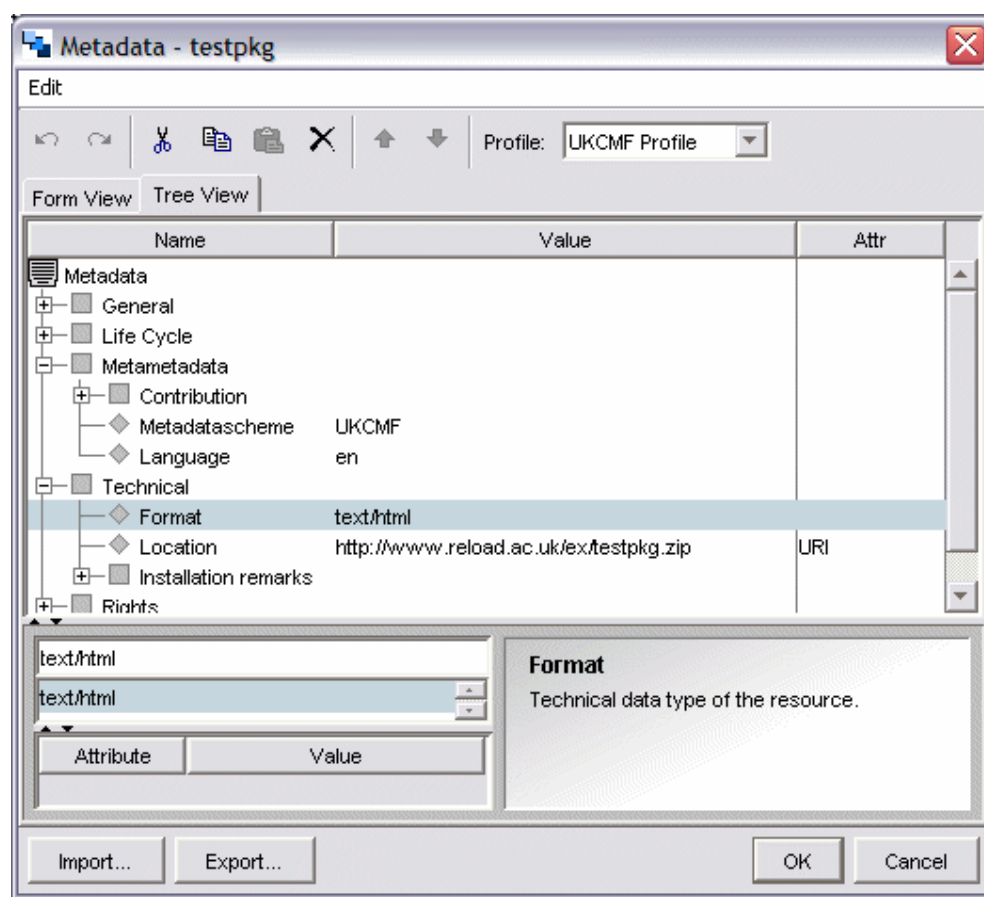 Metadata - testpkg
Edit
Profile: UKCMF Profile
Form View Tree View
Name Value Attr
Metadata
General
Life Cycle
Metametadata
Contribution
Metadatascheme UKCMF
Language en
Technical
Format text/html
Location http://www.reload.ac.uk/ex/testpkg.zip URI
Installation remarks
Rights
text/html
text/html
Attribute Value
Format
Technical data type of the resource.
Import... Export... OK Cancel